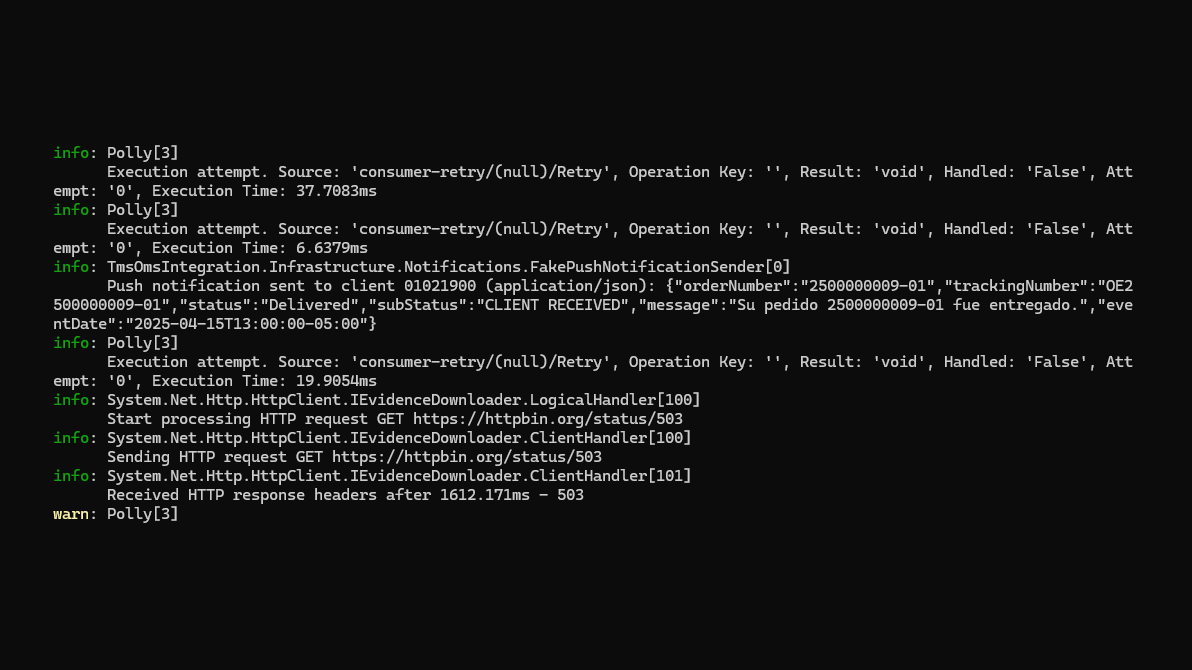 info: Polly[3]
Execution attempt. Source: 'consumer-retry/(null)/Retry', Operation Key: '', Result: 'void', Handled: 'False', Att
empt: '0', Execution Time: 37.7083ms
info: Polly[3]
Execution attempt. Source: 'consumer-retry/(null)/Retry', Operation Key: '', Result: 'void', Handled: 'False', Att
empt: '0', Execution Time: 6.6379ms
info: TmsOmsIntegration.Infrastructure.Notifications.FakePushNotificationSender[0]
Push notification sent to client 01021900 (application/json): {"orderNumber":"2500000009-01","trackingNumber":"OE2
500000009-01","status":"Delivered","subStatus":"CLIENT RECEIVED","message":"Su pedido 2500000009-01 fue entregado.","eve
ntDate":"2025-04-15T13:00:00-05:00"}
info: Polly[3]
Execution attempt. Source: 'consumer-retry/(null)/Retry', Operation Key: '', Result: 'void', Handled: 'False', Att
empt: '0', Execution Time: 19.9054ms
info: System.Net.Http.HttpClient.IEvidenceDownloader.LogicalHandler[100]
Start processing HTTP request GET https://httpbin.org/status/503
info: System.Net.Http.HttpClient.IEvidenceDownloader.ClientHandler[100]
Sending HTTP request GET https://httpbin.org/status/503
info: System.Net.Http.HttpClient.IEvidenceDownloader.ClientHandler[101]
Received HTTP response headers after 1612.171ms - 503
warn: Polly[3]